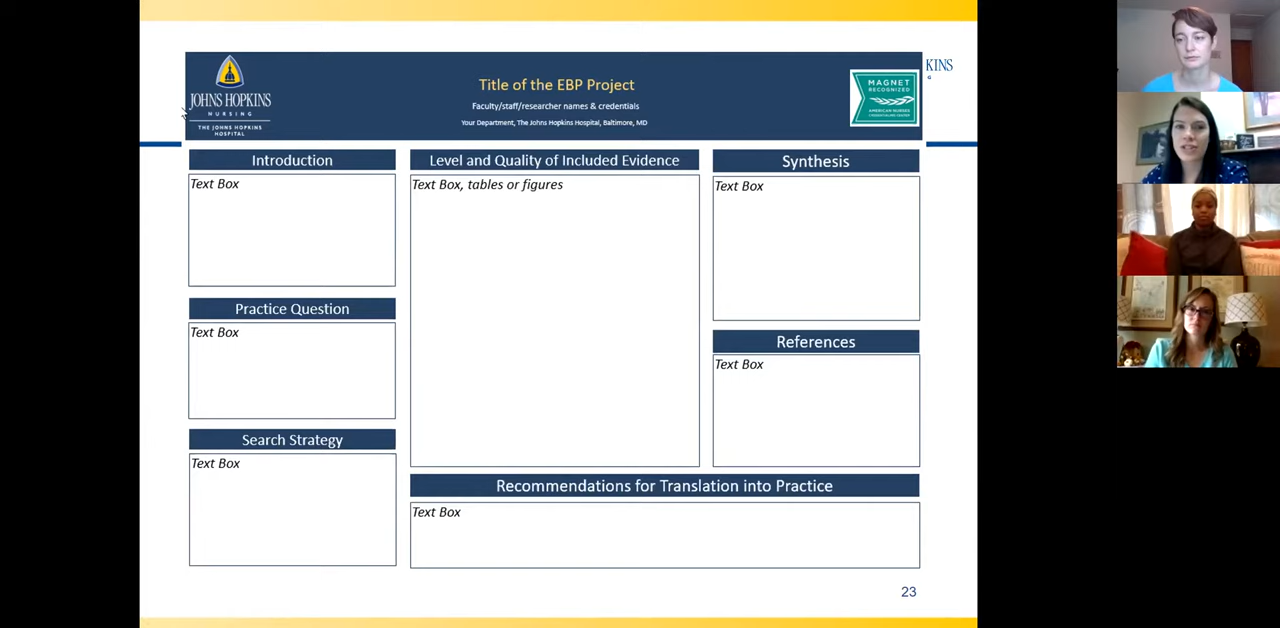 JOHNS HOPKINS
NURSING
THE JOHNS HOPKINS
HOSPITAL
Title of the EBP Project
Faculty/staff/researcher names & credentials
Your Department, The Johns Hopkins Hospital, Baltimore, MD
MAGNET
RECOGNIZED
AMERICAN NURSES
CREDENTIALING CENTER
KINS
Introduction
Text Box
Practice Question
Text Box
Search Strategy
Text Box
Level and Quality of Included Evidence
Text Box, tables or figures
Synthesis
Text Box
References
Text Box
Recommendations for Translation into Practice
Text Box
23